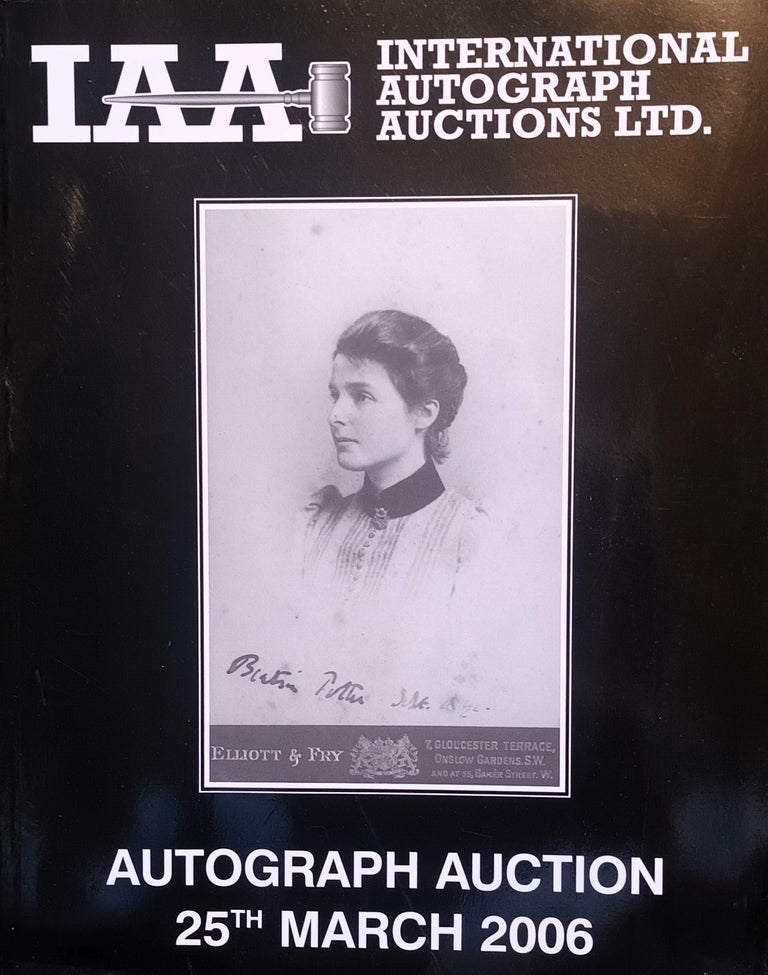 IAA
INTERNATIONAL
AUTOGRAPH
AUCTIONS LTD.
Beatrix Potter Sept.
ELLIOTT & FRY
7, GLOUCESTER TERRACE,
ONSLOW GARDENS. S.W.
AND AT 55, BAKER STREET. W.
AUTOGRAPH AUCTION
25TH MARCH 2006